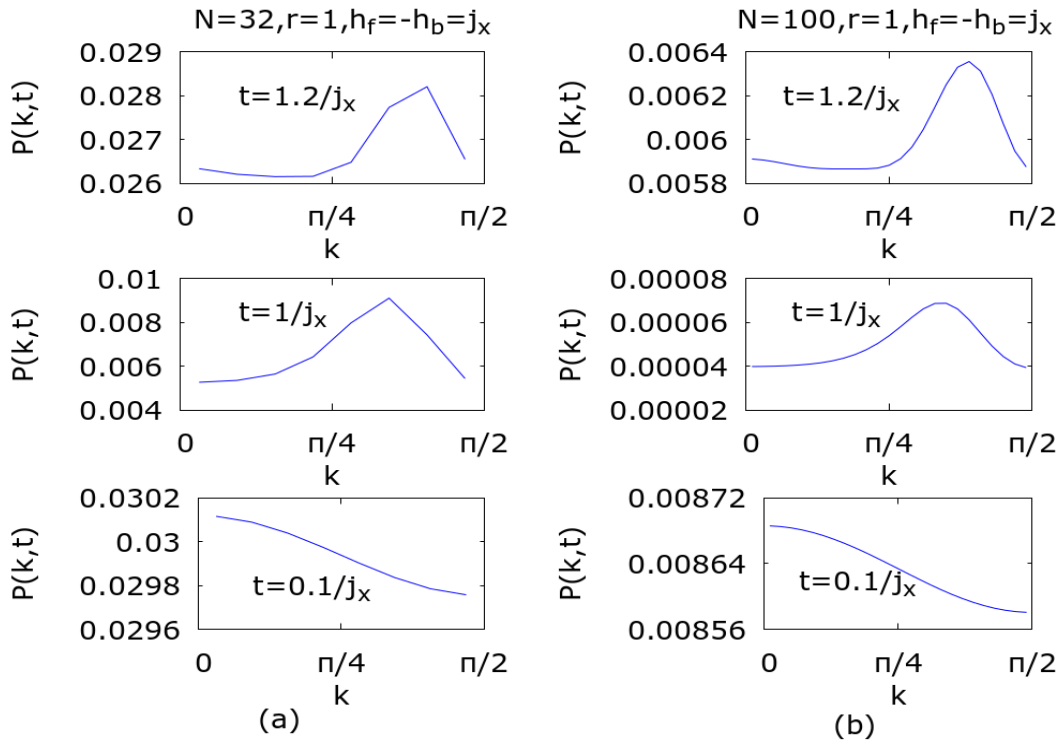 N=32,r=1,h_f=-h_b=j_x
0.029
0.028
0.027
0.026
P(k,t)
t=1.2/j_x
0 π/4 π/2
k
0.01
0.008
0.006
0.004
P(k,t)
t=1/j_x
0 π/4 π/2
k
0.0302
0.03
0.0298
0.0296
P(k,t)
t=0.1/j_x
0 π/4 π/2
k
(a)
N=100,r=1,h_f=-h_b=j_x
0.0064
0.0062
0.006
0.0058
P(k,t)
t=1.2/j_x
0 π/4 π/2
k
0.00008
0.00006
0.00004
0.00002
P(k,t)
t=1/j_x
0 π/4 π/2
k
0.00872
0.00864
0.00856
P(k,t)
t=0.1/j_x
0 π/4 π/2
k
(b)